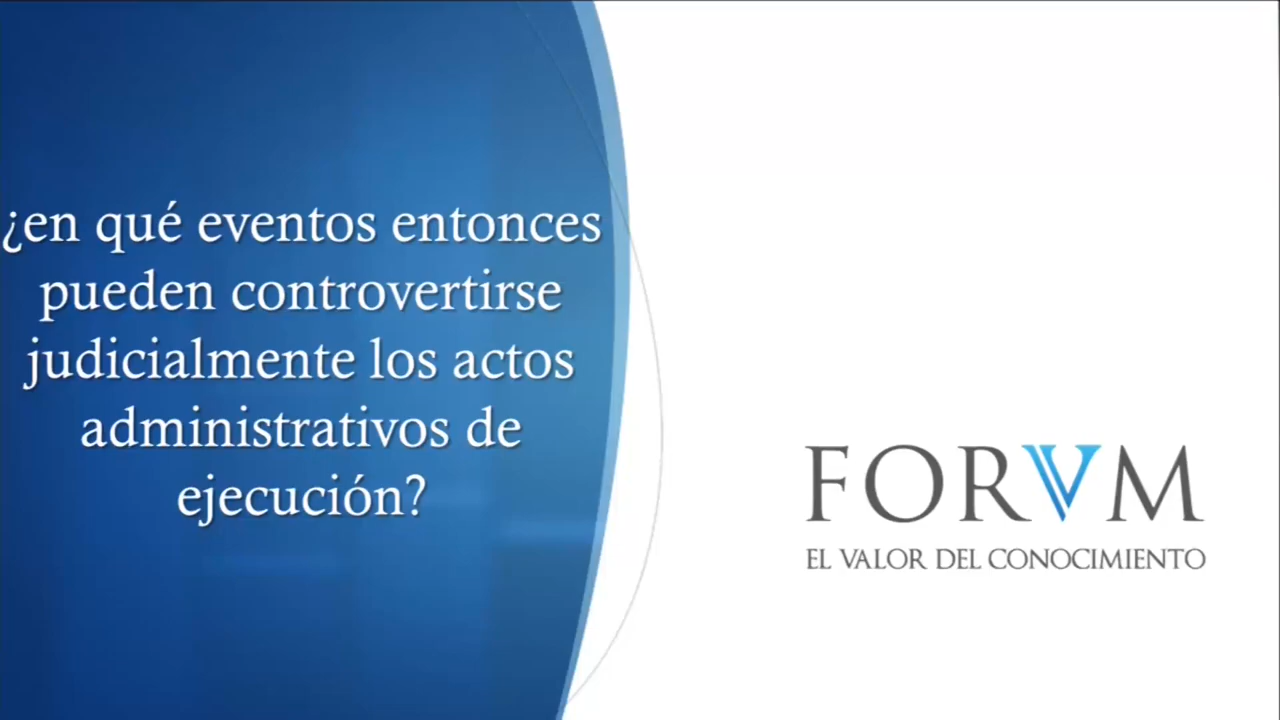 ¿en qué eventos entonces
pueden controvertirse
judicialmente los actos
administrativos de
ejecución?
FORVM
EL VALOR DEL CONOCIMIENTO